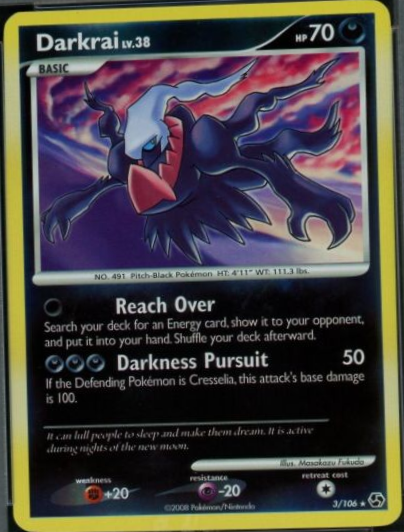 Darkrai LV.38 HP 70
BASIC
NO. 491 Pitch-Black Pokémon HT: 4'11" WT: 111.3 lbs.
Reach Over
Search your deck for an Energy card, show it to your opponent,
and put it into your hand. Shuffle your deck afterward.
Darkness Pursuit 50
If the Defending Pokémon is Cresselia, this attack's base damage
is 100.
It can lull people to sleep and make them dream. It is active
during nights of the new moon.
Illus. Masakazu Fukuda
weakness resistance retreat cost
+20 -20
©2008 Pokémon/Nintendo 3/106 ★